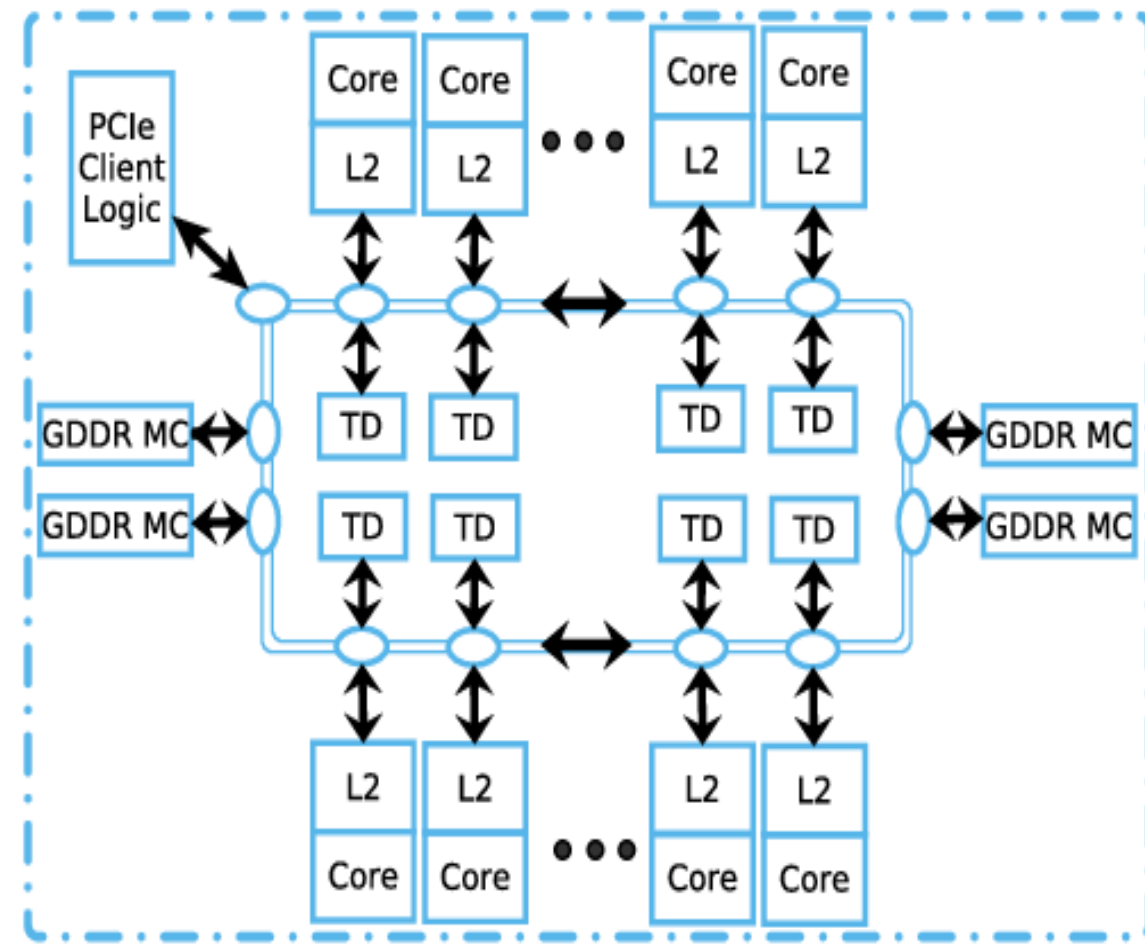 Core Core Core Core
PCIe
Client
Logic
L2 L2 L2 L2
TD TD TD TD
GDDR MC GDDR MC
GDDR MC GDDR MC
TD TD TD TD
L2 L2 L2 L2
Core Core Core Core